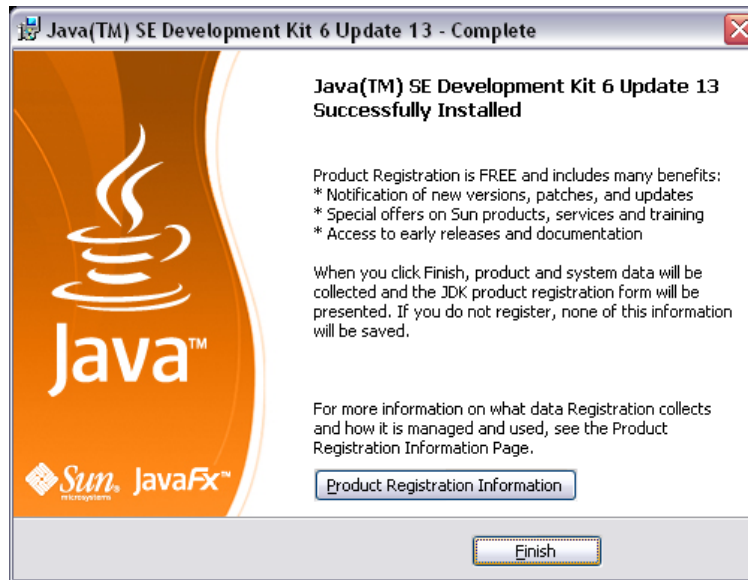 Java(TM) SE Development Kit 6 Update 13 - Complete
Java(TM) SE Development Kit 6 Update 13
Successfully Installed
Product Registration is FREE and includes many benefits:
* Notification of new versions, patches, and updates
* Special offers on Sun products, services and training
* Access to early releases and documentation
When you click Finish, product and system data will be
collected and the JDK product registration form will be
presented. If you do not register, none of this information
will be saved.
Java™
For more information on what data Registration collects
and how it is managed and used, see the Product
Registration Information Page.
Sun microsystems JavaFx™
Product Registration Information
Finish